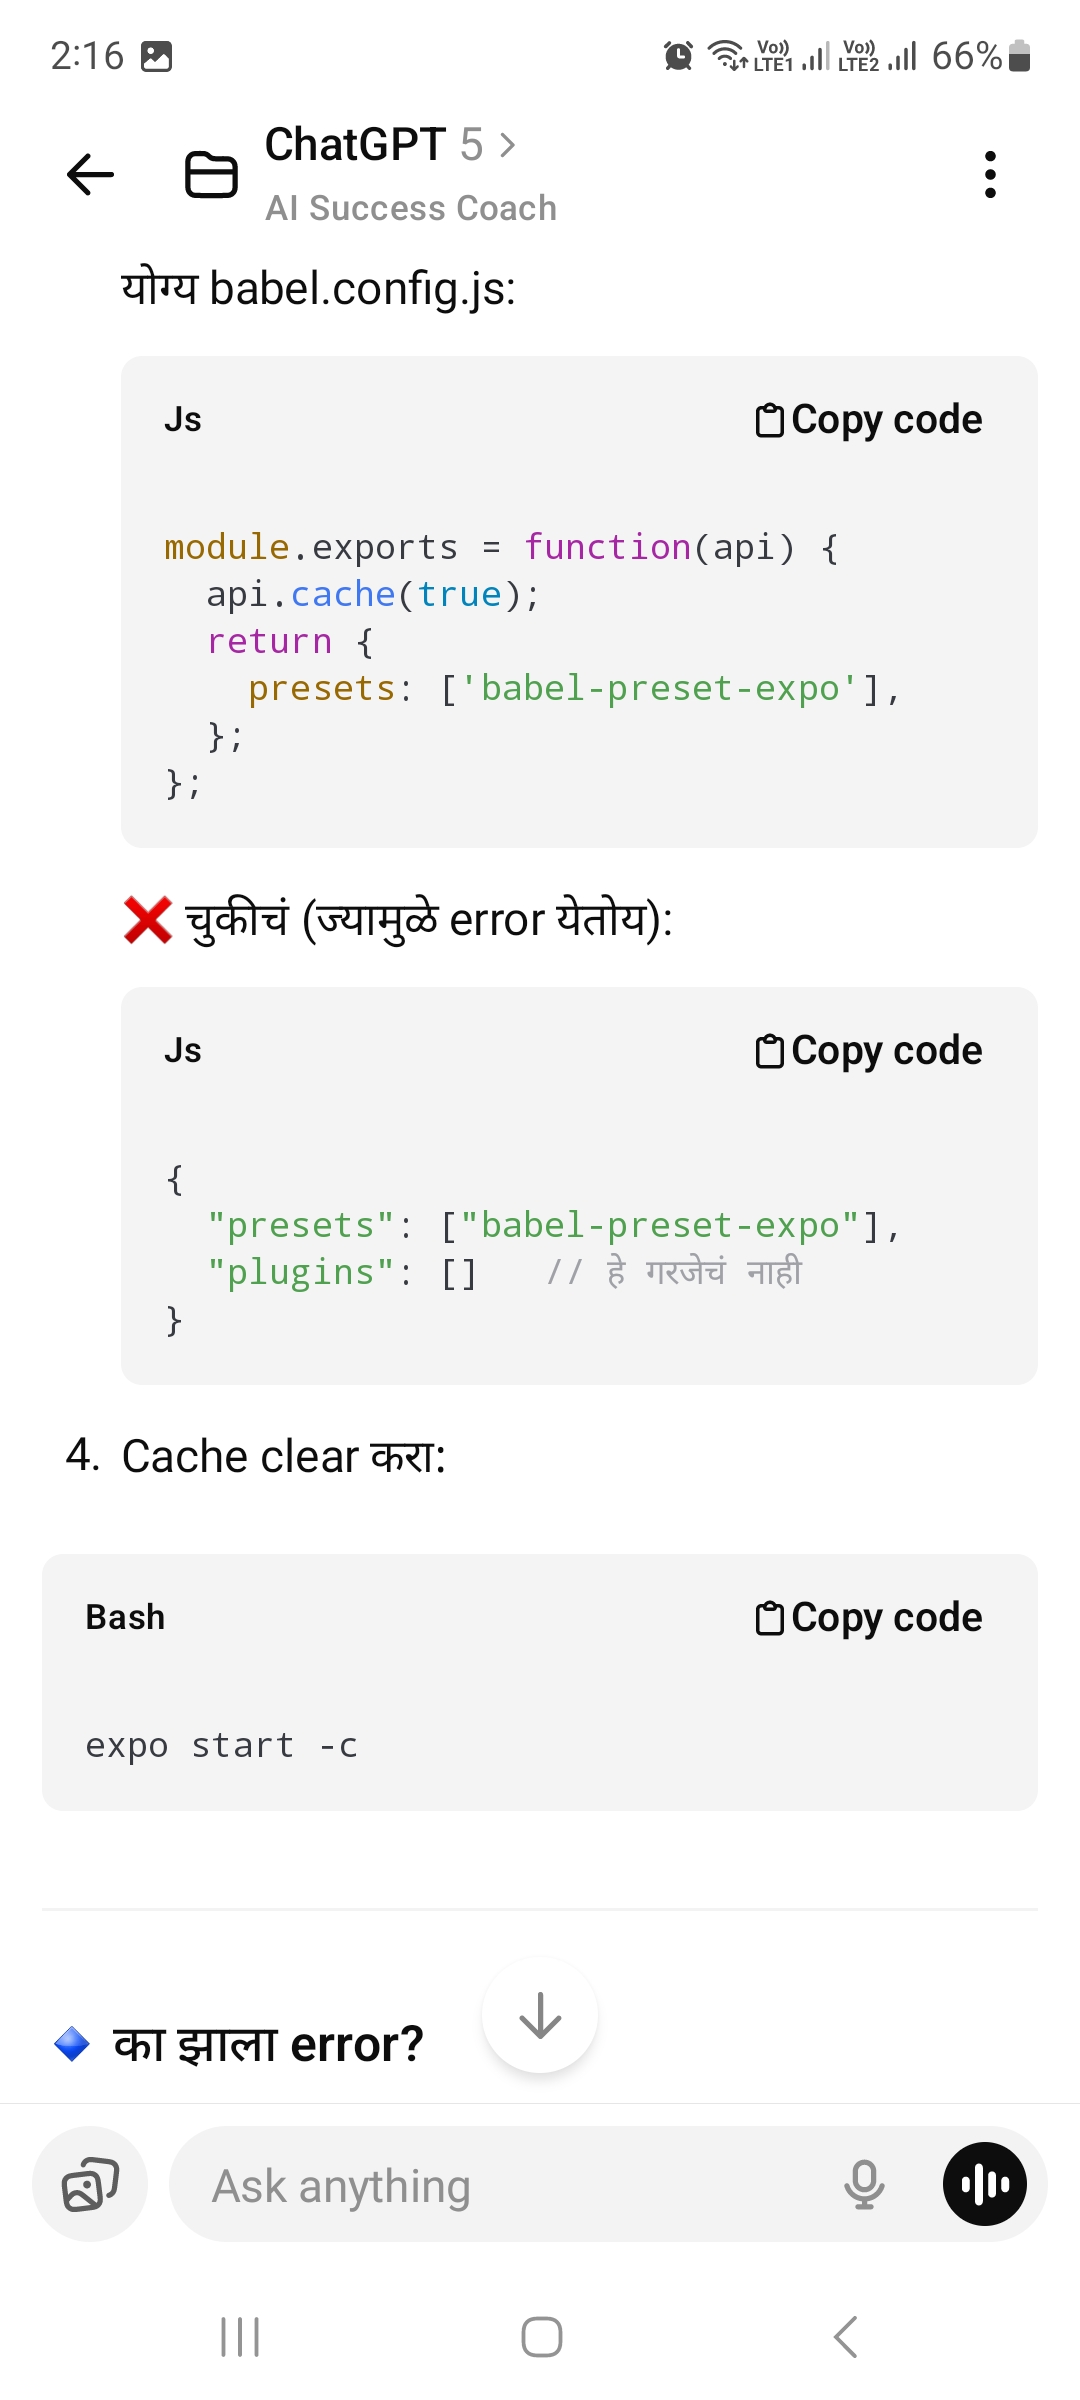 2:16 Vo)) LTE1 Vo)) LTE2 66%
ChatGPT 5 >
AI Success Coach
योग्य babel.config.js:
Js Copy code
module.exports = function(api) {
  api.cache(true);
  return {
    presets: ['babel-preset-expo'],
  };
};
❌ चुकीचं (ज्यामुळे error येतोय):
Js Copy code
{
  "presets": ["babel-preset-expo"],
  "plugins": []   // हे गरजेचं नाही
}
4. Cache clear करा:
Bash Copy code
expo start -c
🔹 का झाला error?
Ask anything